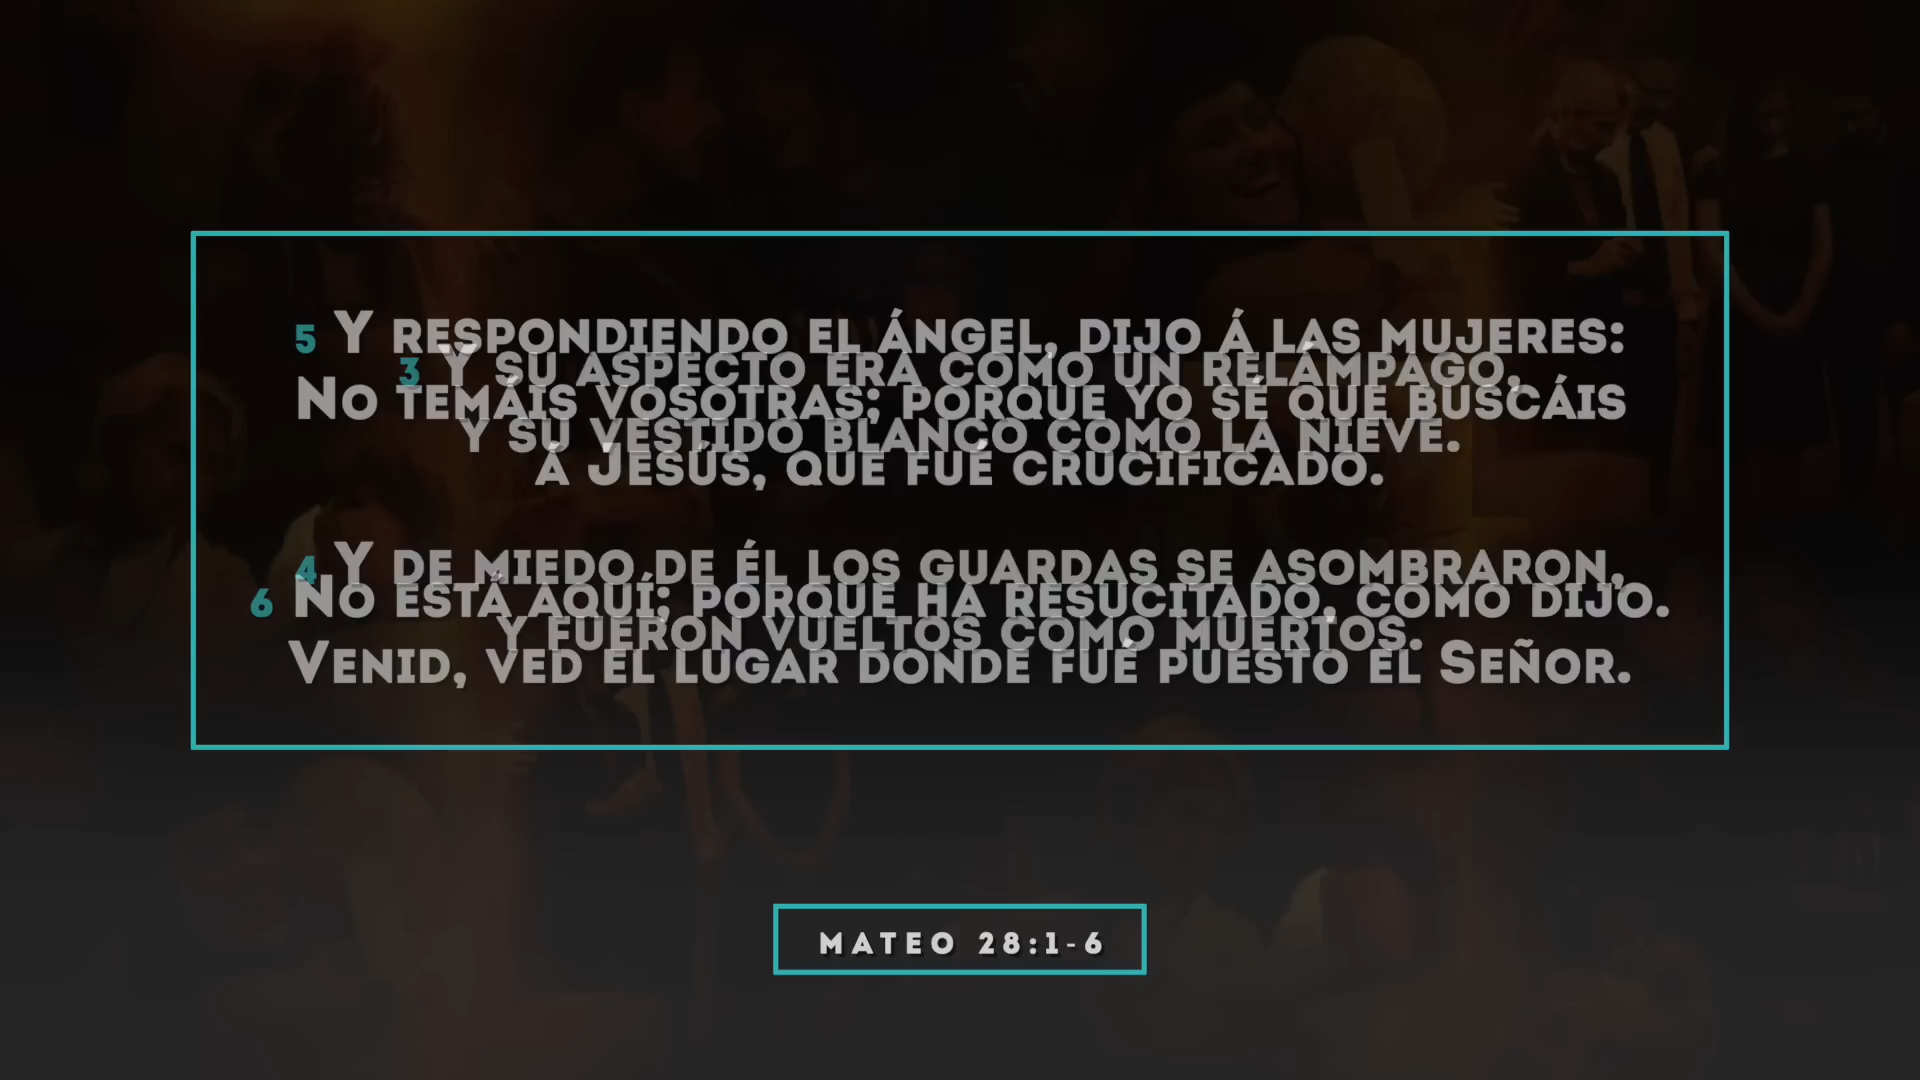 5 Y respondiendo el ángel, dijo á las mujeres:
3 Y su aspecto era como un relámpago,
No temáis vosotras; porque yo sé que buscáis
y su vestido blanco como la nieve.
á Jesús, que fué crucificado.
4 Y de miedo de él los guardas se asombraron,
6 No está aquí; porque ha resucitado, como dijo.
y fueron vueltos como muertos.
Venid, ved el lugar donde fué puesto el Señor.
MATEO 28:1-6